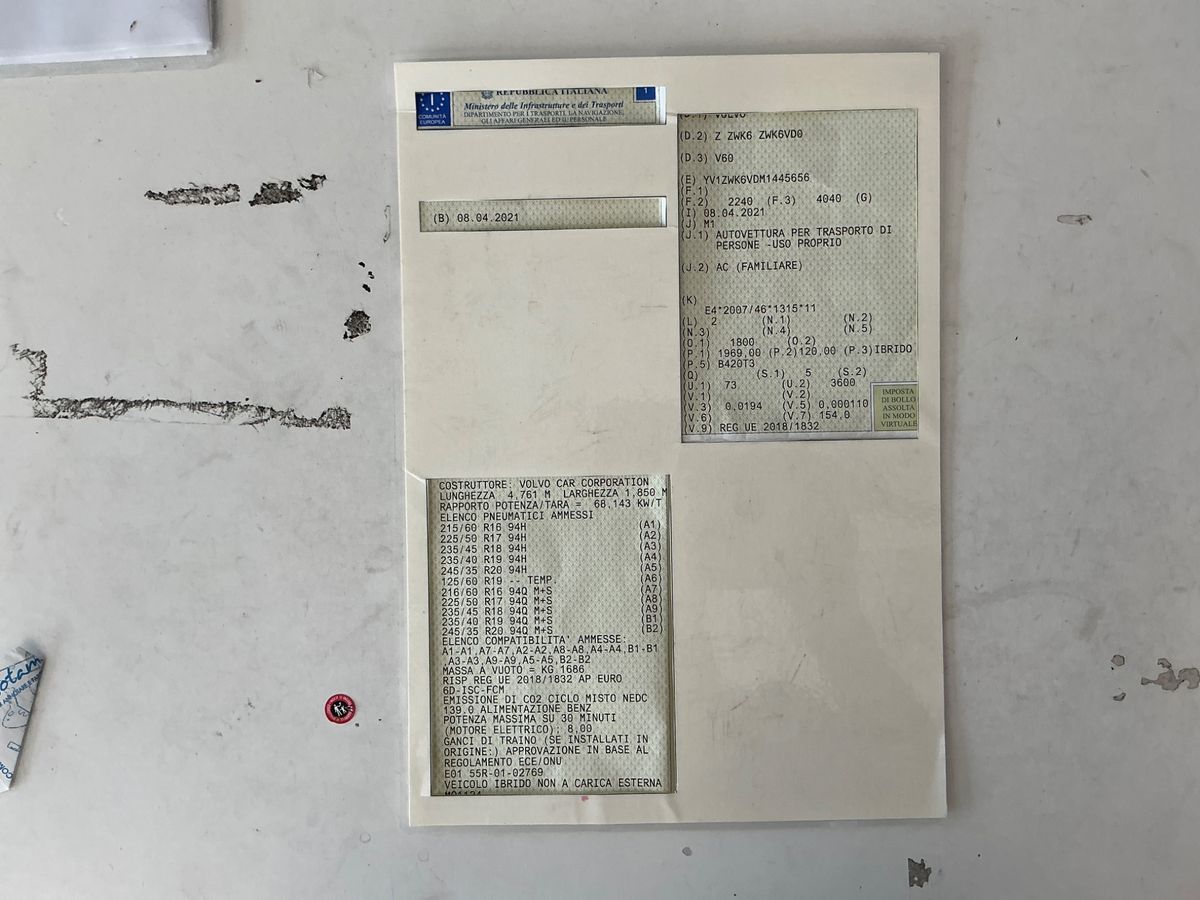 REPUBBLICA ITALIANA
1
I
COMUNITÀ
EUROPEA
Ministero delle Infrastrutture e dei Trasporti
DIPARTIMENTO PER I TRASPORTI, LA NAVIGAZIONE,
GLI AFFARI GENERALI ED IL PERSONALE
(B) 08.04.2021
(D.1) VOLVO
(D.2) Z ZWK6 ZWK6VD0
(D.3) V60
(E) YV1ZWK6VDM1445656
(F.1)
(F.2) 2240 (F.3) 4040 (G)
(I) 08.04.2021
(J) M1
(J.1) AUTOVETTURA PER TRASPORTO DI
PERSONE -USO PROPRIO
(J.2) AC (FAMILIARE)
(K)
E4*2007/46*1315*11
(L) 2 (N.1) (N.2)
(N.3) (N.4) (N.5)
(O.1) 1800 (O.2)
(P.1) 1969,00 (P.2)120,00 (P.3)IBRIDO
(P.5) B420T3
(Q) (S.1) 5 (S.2)
(U.1) 73 (U.2) 3600
(V.1) (V.2)
(V.3) 0,0194 (V.5) 0,000110
(V.6) (V.7) 154,0
(V.9) REG UE 2018/1832
IMPOSTA
DI BOLLO
ASSOLTA
IN MODO
VIRTUALE
COSTRUTTORE: VOLVO CAR CORPORATION
LUNGHEZZA 4,761 M LARGHEZZA 1,850 M
RAPPORTO POTENZA/TARA = 68,143 KW/T
ELENCO PNEUMATICI AMMESSI
215/60 R16 94H (A1)
225/50 R17 94H (A2)
235/45 R18 94H (A3)
235/40 R19 94H (A4)
245/35 R20 94H (A5)
125/60 R19 -- TEMP. (A6)
216/60 R16 94Q M+S (A7)
225/50 R17 94Q M+S (A8)
235/45 R18 94Q M+S (A9)
235/40 R19 94Q M+S (B1)
245/35 R20 94Q M+S (B2)
ELENCO COMPATIBILITA' AMMESSE:
A1-A1,A7-A7,A2-A2,A8-A8,A4-A4,B1-B1
,A3-A3,A9-A9,A5-A5,B2-B2
MASSA A VUOTO = KG 1686
RISP REG UE 2018/1832 AP EURO
6D-ISC-FCM
EMISSIONE DI CO2 CICLO MISTO NEDC
139.0 ALIMENTAZIONE BENZ
POTENZA MASSIMA SU 30 MINUTI
(MOTORE ELETTRICO): 8,00
GANCI DI TRAINO (SE INSTALLATI IN
ORIGINE:) APPROVAZIONE IN BASE AL
REGOLAMENTO ECE/ONU
E01 55R-01-02769
VEICOLO IBRIDO NON A CARICA ESTERNA